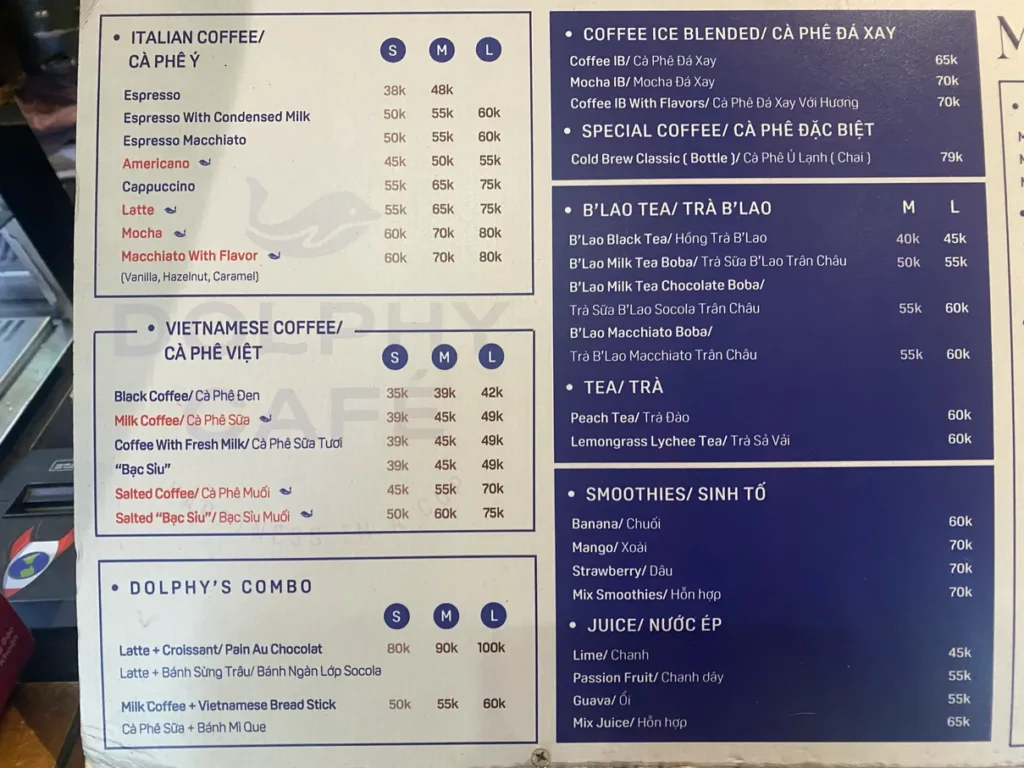 • ITALIAN COFFEE/
CÀ PHÊ Ý
S M L
Espresso 38k 48k
Espresso With Condensed Milk 50k 55k 60k
Espresso Macchiato 50k 55k 60k
Americano 45k 50k 55k
Cappuccino 55k 65k 75k
Latte 55k 65k 75k
Mocha 60k 70k 80k
Macchiato With Flavor 60k 70k 80k
(Vanilla, Hazelnut, Caramel)
DOLPHY
CAFÉ
• VIETNAMESE COFFEE/
CÀ PHÊ VIỆT
S M L
Black Coffee/ Cà Phê Đen 35k 39k 42k
Milk Coffee/ Cà Phê Sữa 39k 45k 49k
Coffee With Fresh Milk/ Cà Phê Sữa Tươi 39k 45k 49k
“Bạc Sỉu” 39k 45k 49k
Salted Coffee/ Cà Phê Muối 45k 55k 70k
Salted “Bạc Sỉu”/ Bạc Sỉu Muối 50k 60k 75k
• DOLPHY'S COMBO
S M L
Latte + Croissant/ Pain Au Chocolat 80k 90k 100k
Latte + Bánh Sừng Trâu/ Bánh Ngàn Lớp Socola
Milk Coffee + Vietnamese Bread Stick 50k 55k 60k
Cà Phê Sữa + Bánh Mì Que
• COFFEE ICE BLENDED/ CÀ PHÊ ĐÁ XAY
Coffee IB/ Cà Phê Đá Xay 65k
Mocha IB/ Mocha Đá Xay 70k
Coffee IB With Flavors/ Cà Phê Đá Xay Với Hương 70k
• SPECIAL COFFEE/ CÀ PHÊ ĐẶC BIỆT
Cold Brew Classic ( Bottle )/ Cà Phê Ủ Lạnh ( Chai ) 79k
• B'LAO TEA/ TRÀ B'LAO M L
B'Lao Black Tea/ Hồng Trà B'Lao 40k 45k
B'Lao Milk Tea Boba/ Trà Sữa B'Lao Trân Châu 50k 55k
B'Lao Milk Tea Chocolate Boba/
Trà Sữa B'Lao Socola Trân Châu 55k 60k
B'Lao Macchiato Boba/
Trà B'Lao Macchiato Trân Châu 55k 60k
• TEA/ TRÀ
Peach Tea/ Trà Đào 60k
Lemongrass Lychee Tea/ Trà Sả Vải 60k
• SMOOTHIES/ SINH TỐ
Banana/ Chuối 60k
Mango/ Xoài 70k
Strawberry/ Dâu 70k
Mix Smoothies/ Hỗn hợp 70k
• JUICE/ NƯỚC ÉP
Lime/ Chanh 45k
Passion Fruit/ Chanh dây 55k
Guava/ Ổi 55k
Mix Juice/ Hỗn hợp 65k